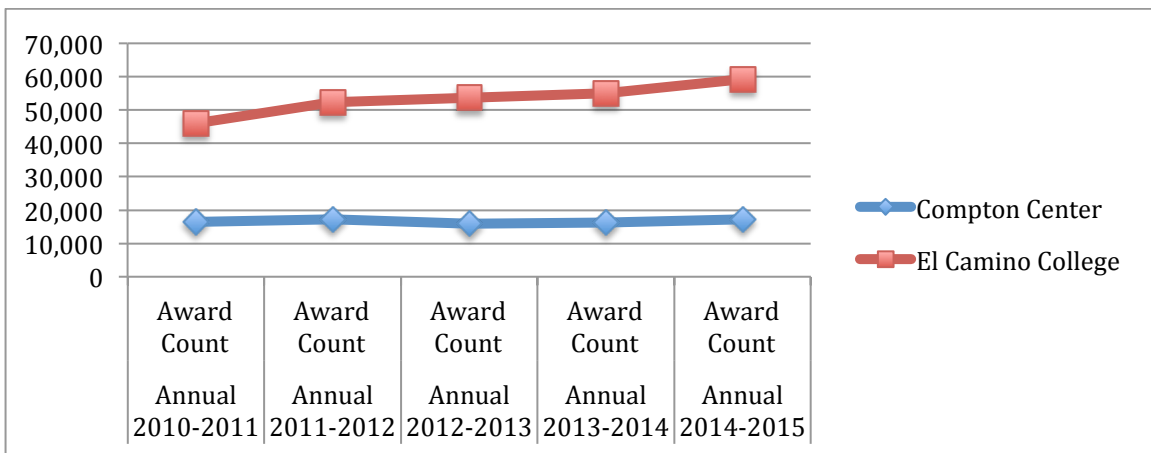 70,000
60,000
50,000
40,000
30,000
20,000
10,000
0
Award Count Award Count Award Count Award Count Award Count
Annual 2010-2011 Annual 2011-2012 Annual 2012-2013 Annual 2013-2014 Annual 2014-2015
Compton Center
El Camino College